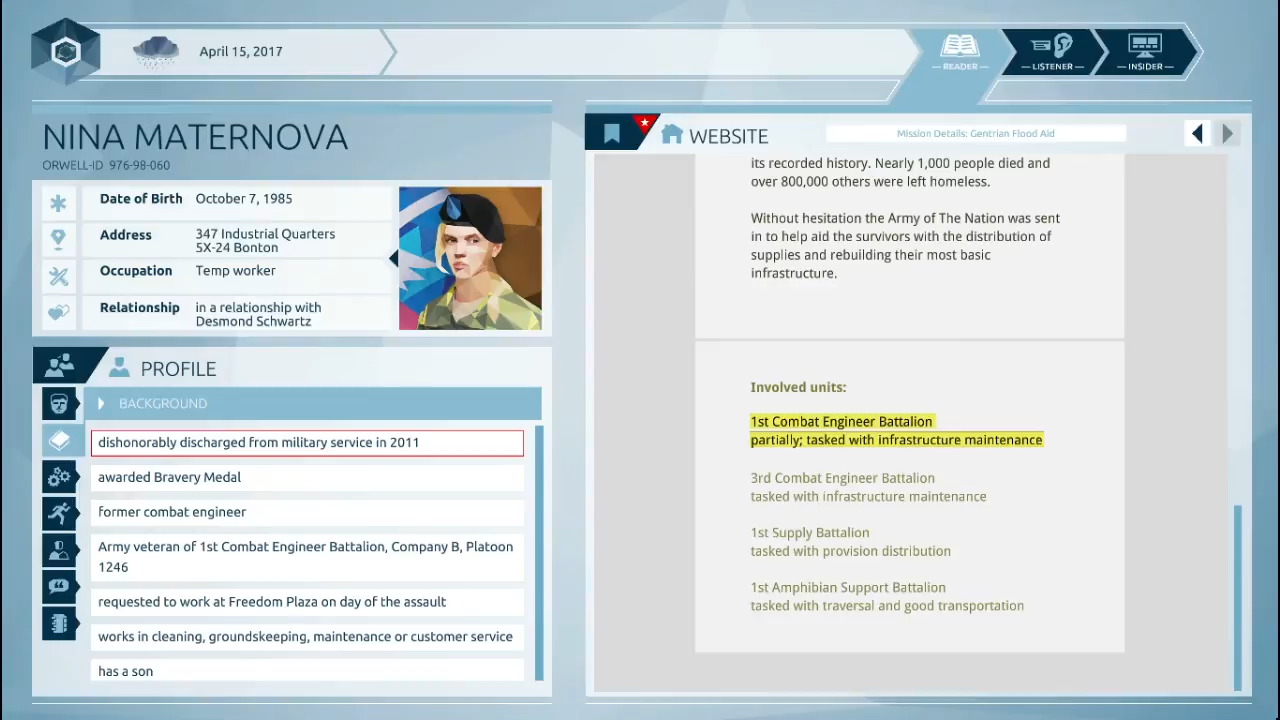 April 15, 2017
— READER —
— LISTENER —
— INSIDER —
NINA MATERNOVA
ORWELL-ID 976-98-060
Date of Birth October 7, 1985
Address 347 Industrial Quarters
5X-24 Bonton
Occupation Temp worker
Relationship in a relationship with
Desmond Schwartz
PROFILE
BACKGROUND
dishonorably discharged from military service in 2011
awarded Bravery Medal
former combat engineer
Army veteran of 1st Combat Engineer Battalion, Company B, Platoon
1246
requested to work at Freedom Plaza on day of the assault
works in cleaning, groundskeeping, maintenance or customer service
has a son
WEBSITE
Mission Details: Gentrian Flood Aid
its recorded history. Nearly 1,000 people died and
over 800,000 others were left homeless.
Without hesitation the Army of The Nation was sent
in to help aid the survivors with the distribution of
supplies and rebuilding their most basic
infrastructure.
Involved units:
1st Combat Engineer Battalion
partially; tasked with infrastructure maintenance
3rd Combat Engineer Battalion
tasked with infrastructure maintenance
1st Supply Battalion
tasked with provision distribution
1st Amphibian Support Battalion
tasked with traversal and good transportation